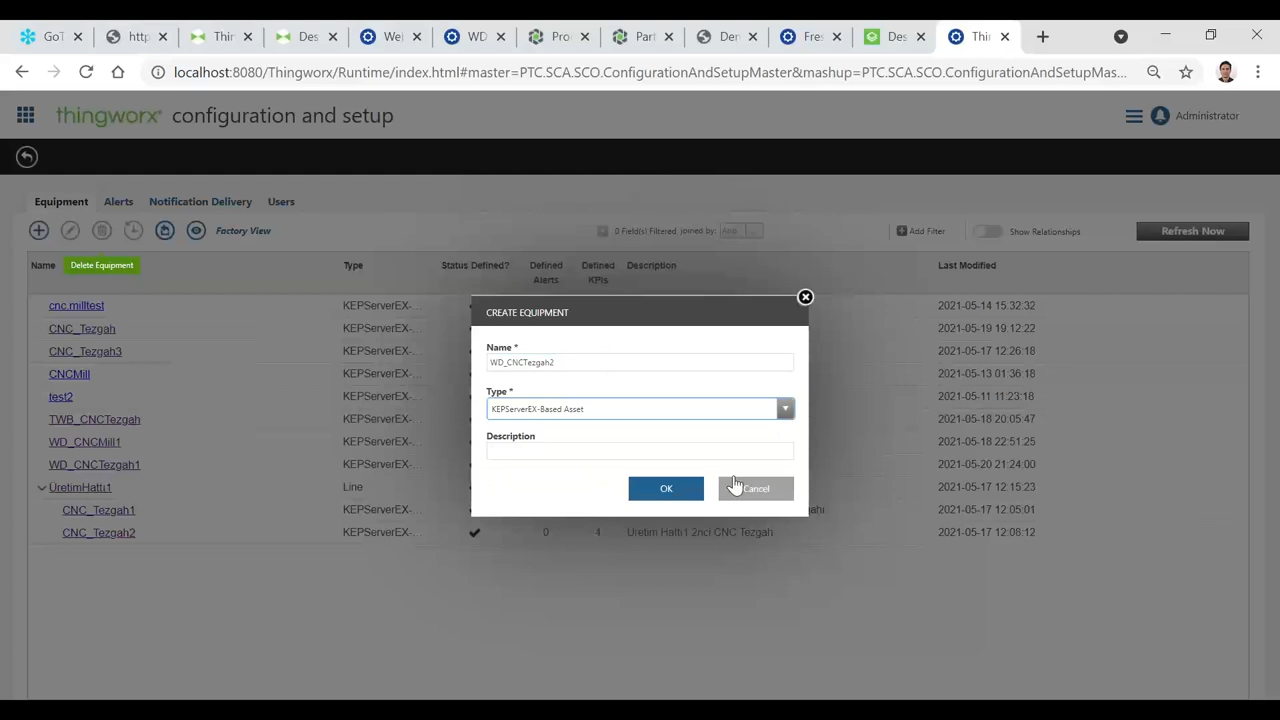 GoT http Thir Des Wei WD Pro Part Der Fres Des Thir
localhost:8080/Thingworx/Runtime/index.html#master=PTC.SCA.SCO.ConfigurationAndSetupMaster&mashup=PTC.SCA.SCO.ConfigurationAndSetupMas...
thingworx configuration and setup Administrator
Equipment Alerts Notification Delivery Users
Factory View 0 Field(s) Filtered, joined by: And ... Add Filter Show Relationships Refresh Now
Name Delete Equipment Type Status Defined? Defined Alerts Defined KPIs Description Last Modified
cnc.milltest KEPServerEX-... 2021-05-14 15:32:32
CNC_Tezgah KEPServerEX-... 2021-05-19 19:12:22
CNC_Tezgah3 KEPServerEX-... 2021-05-17 12:26:18
CNCMill KEPServerEX-... 2021-05-13 01:36:18
test2 KEPServerEX-... 2021-05-11 11:23:18
TWB_CNCTezgah KEPServerEX-... 2021-05-18 20:05:47
WD_CNCMill1 KEPServerEX-... 2021-05-18 22:51:25
WD_CNCTezgah1 KEPServerEX-... 2021-05-20 21:24:00
ÜretimHattı1 Line 2021-05-17 12:15:23
CNC_Tezgah1 KEPServerEX-... 2021-05-17 12:05:01
CNC_Tezgah2 KEPServerEX-... 0 4 Üretim Hattı1 2nci CNC Tezgah 2021-05-17 12:08:12
CREATE EQUIPMENT
Name *
WD_CNCTezgah2
Type *
KEPServerEX-Based Asset
Description
OK Cancel